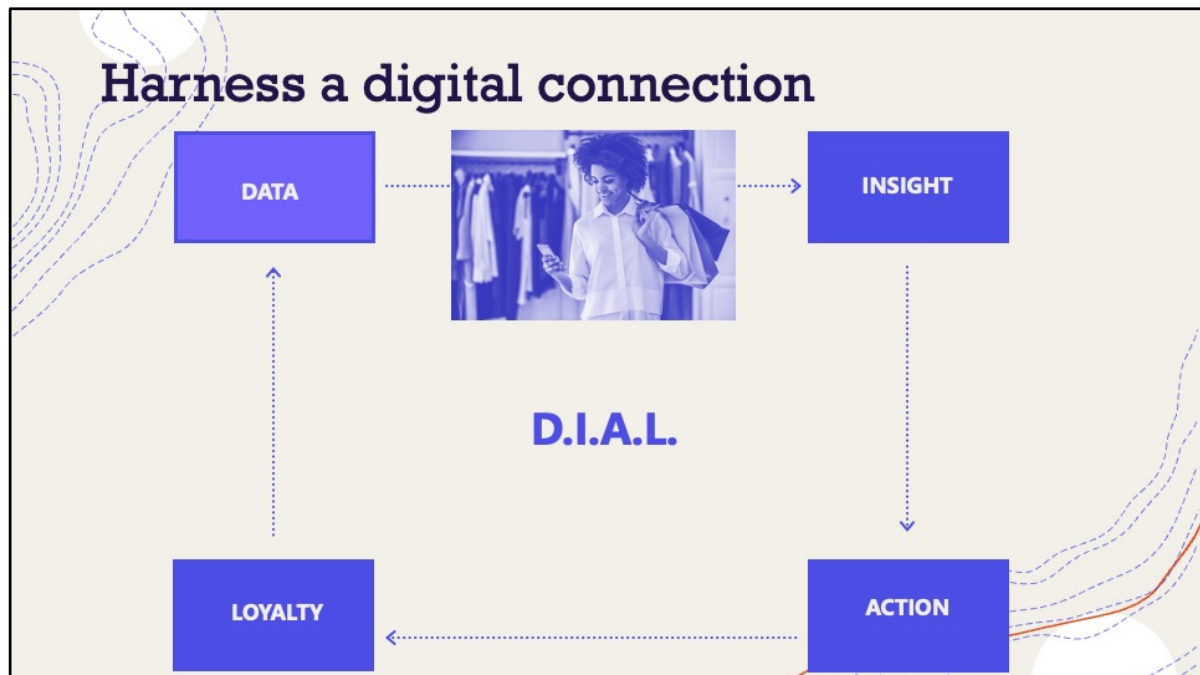 Harness a digital connection
DATA
INSIGHT
D.I.A.L.
LOYALTY
ACTION